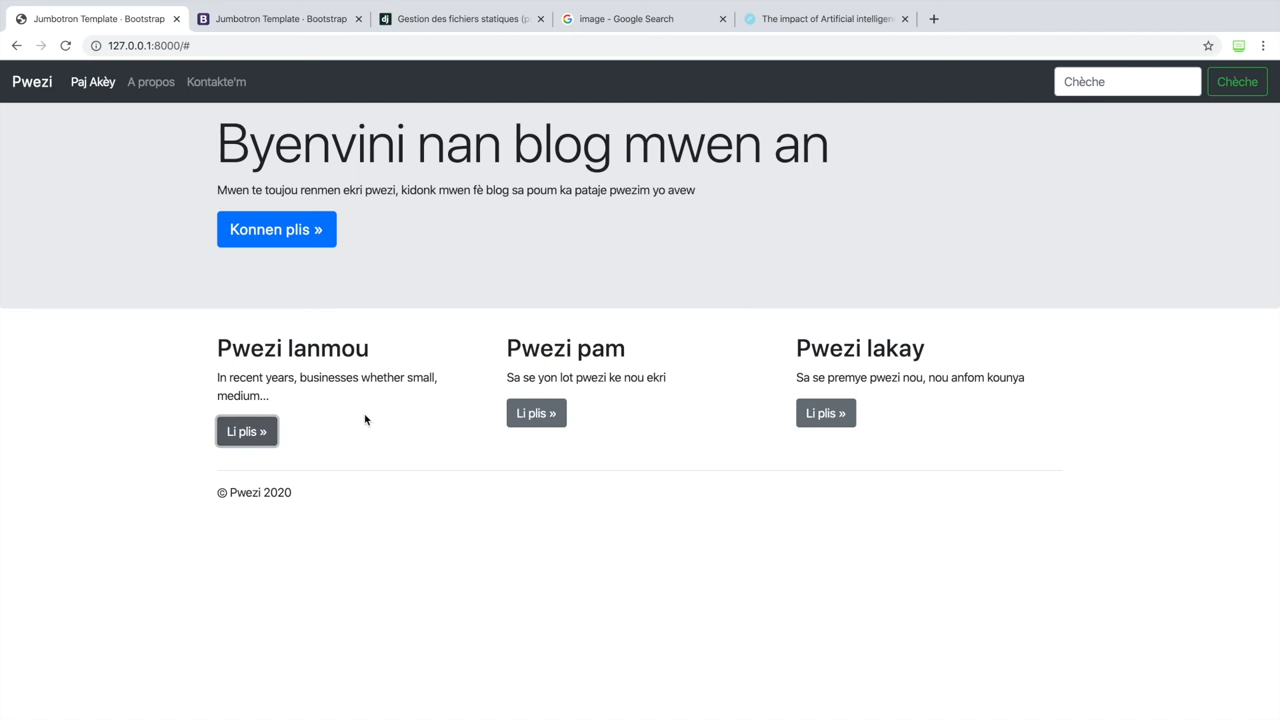 Jumbotron Template · Bootstrap
Jumbotron Template · Bootstrap
Gestion des fichiers statiques (p
image - Google Search
The impact of Artificial intelligen
127.0.0.1:8000/#
Pwezi Paj Akèy A propos Kontakte'm Chèche Chèche
Byenvini nan blog mwen an
Mwen te toujou renmen ekri pwezi, kidonk mwen fè blog sa poum ka pataje pwezim yo avew
Konnen plis »
Pwezi lanmou
In recent years, businesses whether small,
medium...
Li plis »
Pwezi pam
Sa se yon lot pwezi ke nou ekri
Li plis »
Pwezi lakay
Sa se premye pwezi nou, nou anfom kounya
Li plis »
© Pwezi 2020